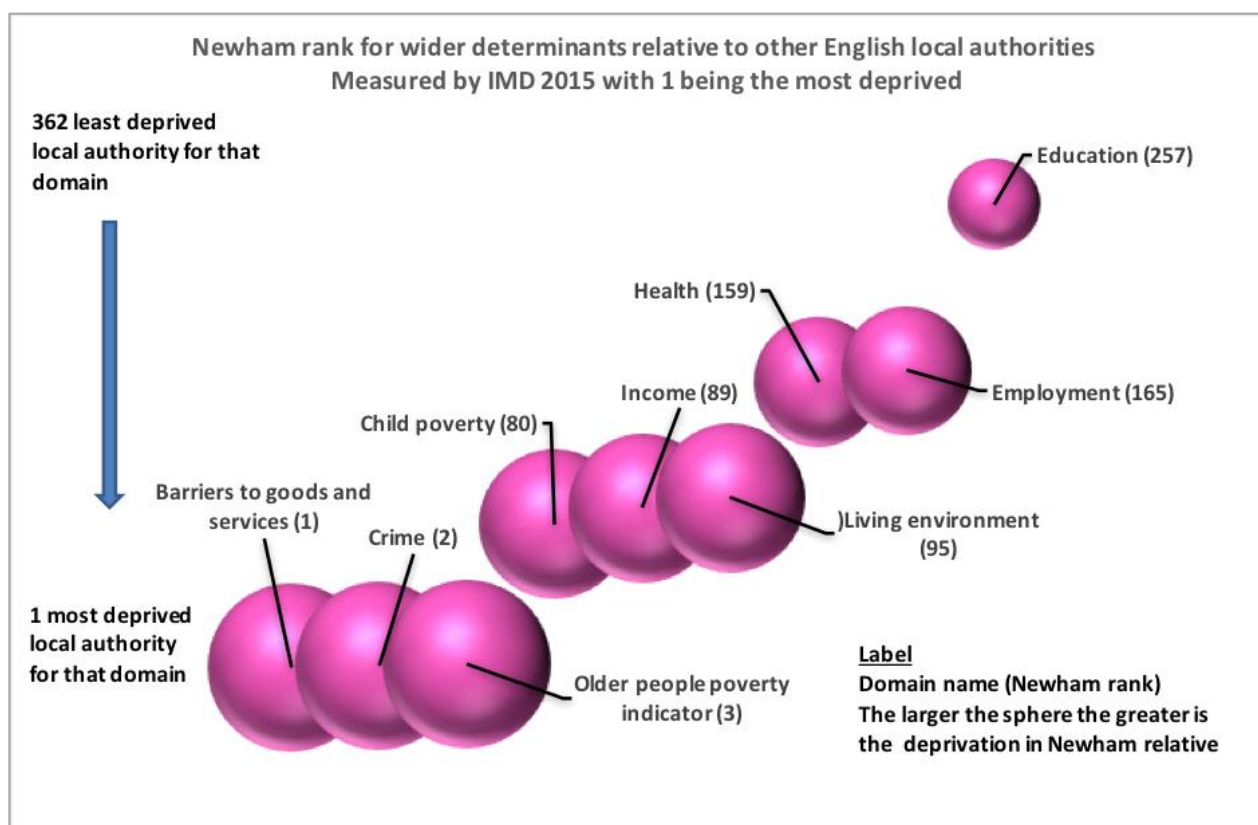 Newham rank for wider determinants relative to other English local authorities
Measured by IMD 2015 with 1 being the most deprived
362 least deprived
local authority for that
domain
Education (257)
Health (159)
Income (89)
Employment (165)
Child poverty (80)
Barriers to goods and
services (1)
Crime (2)
)Living environment
(95)
1 most deprived
local authority
for that domain
Older people poverty
indicator (3)
Label
Domain name (Newham rank)
The larger the sphere the greater is
the deprivation in Newham relative